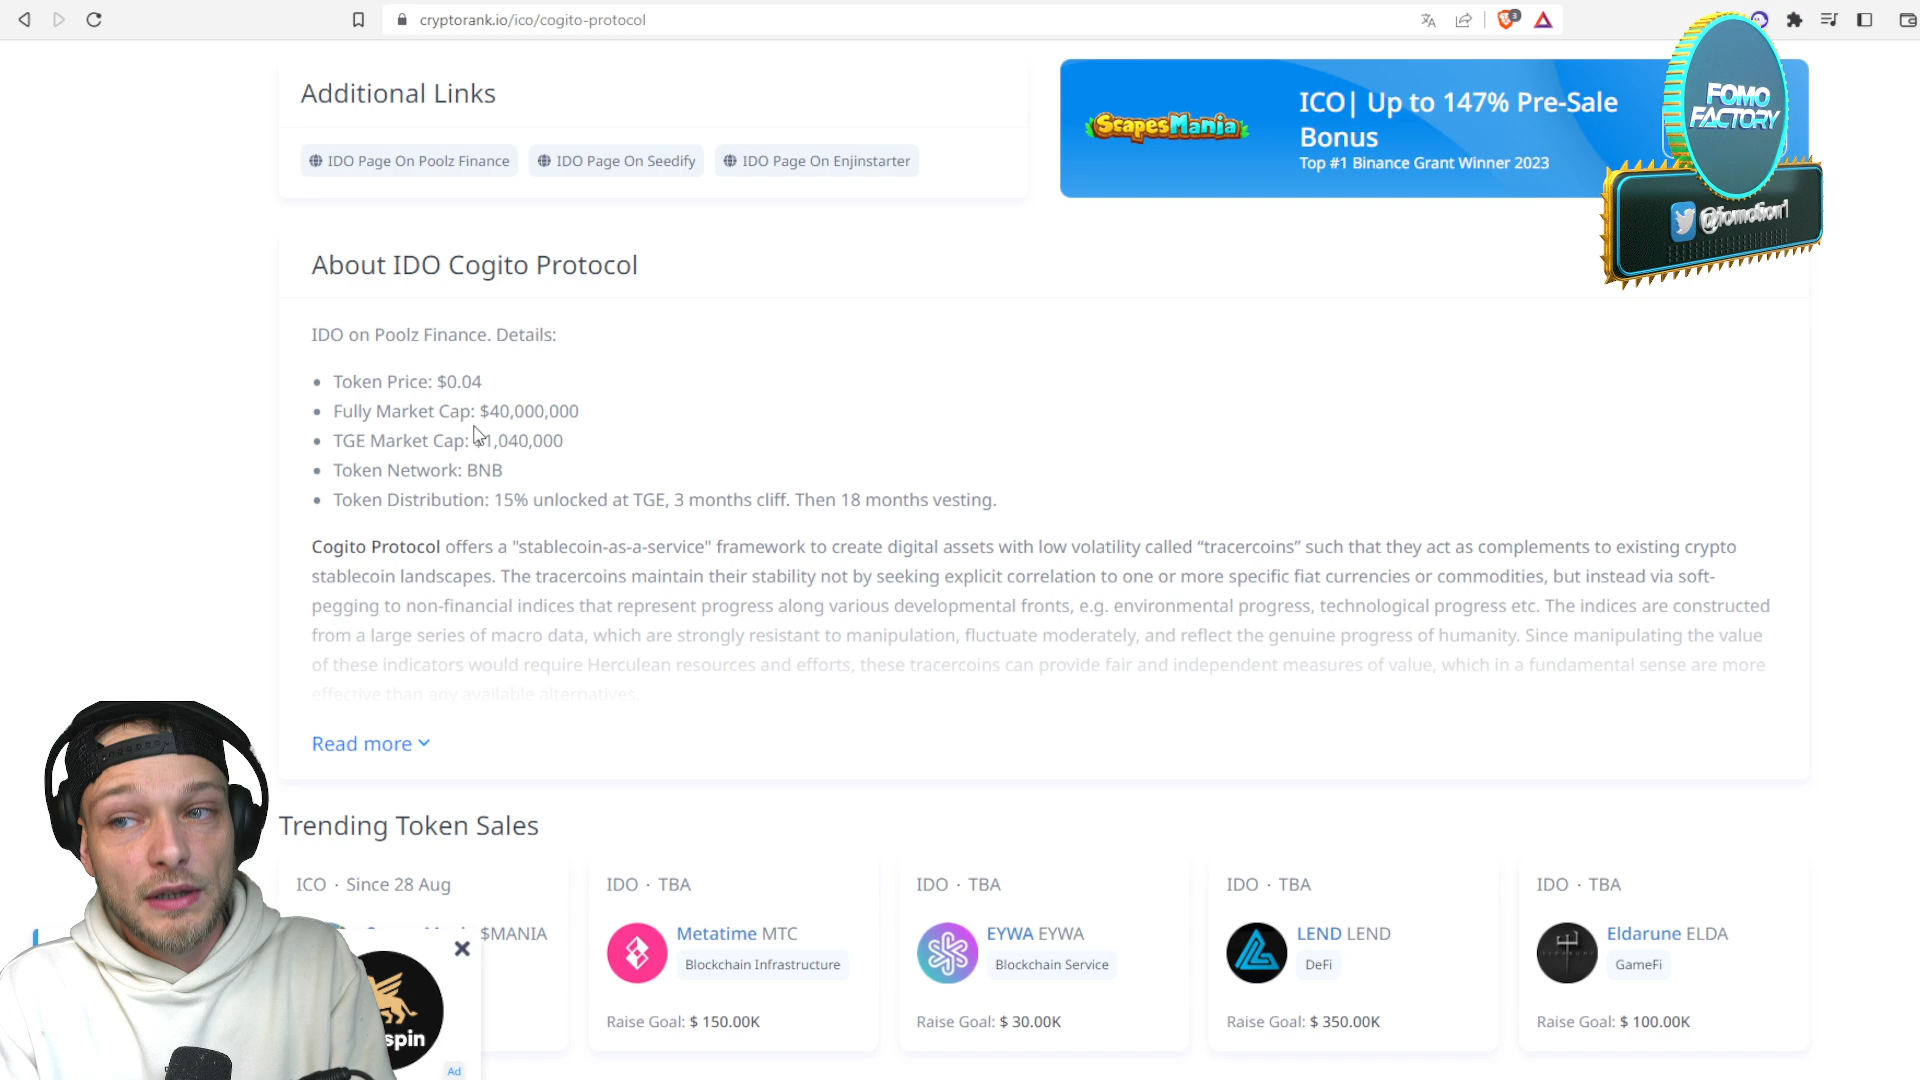 cryptorank.io/ico/cogito-protocol
3
Additional Links
IDO Page On Poolz Finance
IDO Page On Seedify
IDO Page On Enjinstarter
ScapesMania
ICO| Up to 147% Pre-Sale
Bonus
Top #1 Binance Grant Winner 2023
FOMO
FACTORY
@fomotion1
About IDO Cogito Protocol
IDO on Poolz Finance. Details:
Token Price: $0.04
Fully Market Cap: $40,000,000
TGE Market Cap: $1,040,000
Token Network: BNB
Token Distribution: 15% unlocked at TGE, 3 months cliff. Then 18 months vesting.
Cogito Protocol offers a "stablecoin-as-a-service" framework to create digital assets with low volatility called “tracercoins” such that they act as complements to existing crypto
stablecoin landscapes. The tracercoins maintain their stability not by seeking explicit correlation to one or more specific fiat currencies or commodities, but instead via soft-
pegging to non-financial indices that represent progress along various developmental fronts, e.g. environmental progress, technological progress etc. The indices are constructed
from a large series of macro data, which are strongly resistant to manipulation, fluctuate moderately, and reflect the genuine progress of humanity. Since manipulating the value
of these indicators would require Herculean resources and efforts, these tracercoins can provide fair and independent measures of value, which in a fundamental sense are more
effective than any available alternatives.
Read more
Trending Token Sales
ICO · Since 28 Aug
$MANIA
spin
Ad
IDO · TBA
Metatime MTC
Blockchain Infrastructure
Raise Goal: $ 150.00K
IDO · TBA
EYWA EYWA
Blockchain Service
Raise Goal: $ 30.00K
IDO · TBA
LEND LEND
DeFi
Raise Goal: $ 350.00K
IDO · TBA
Eldarune ELDA
GameFi
Raise Goal: $ 100.00K